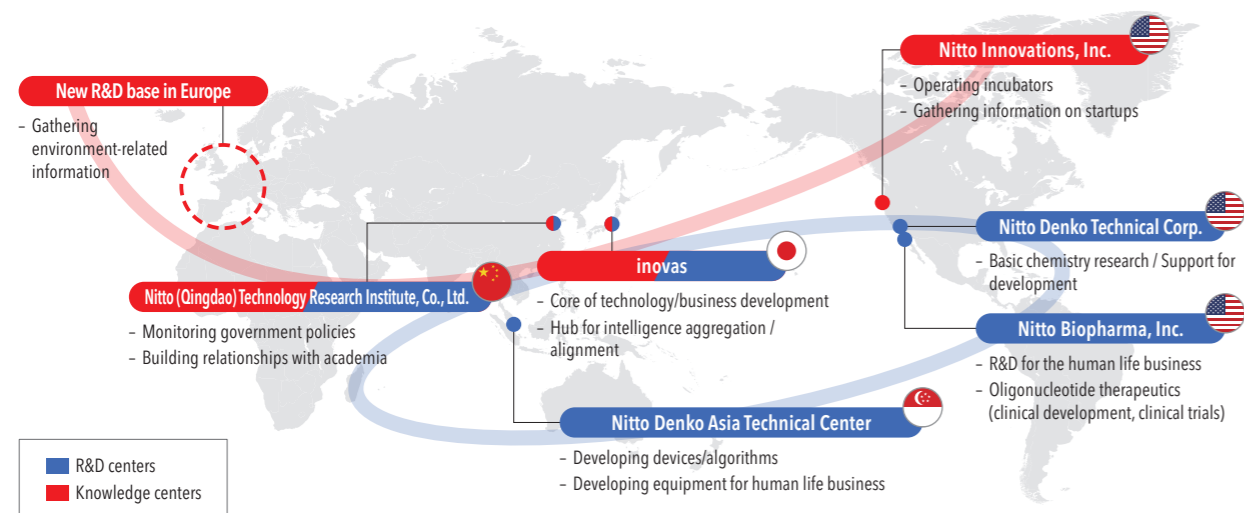 New R&D base in Europe
– Gathering
environment-related
information
Nitto Innovations, Inc.
– Operating incubators
– Gathering information on startups
Nitto Denko Technical Corp.
– Basic chemistry research / Support for
development
inovas
– Core of technology/business development
– Hub for intelligence aggregation /
alignment
Nitto (Qingdao) Technology Research Institute, Co., Ltd.
– Monitoring government policies
– Building relationships with academia
Nitto Biopharma, Inc.
– R&D for the human life business
– Oligonucleotide therapeutics
(clinical development, clinical trials)
Nitto Denko Asia Technical Center
– Developing devices/algorithms
– Developing equipment for human life business
R&D centers
Knowledge centers